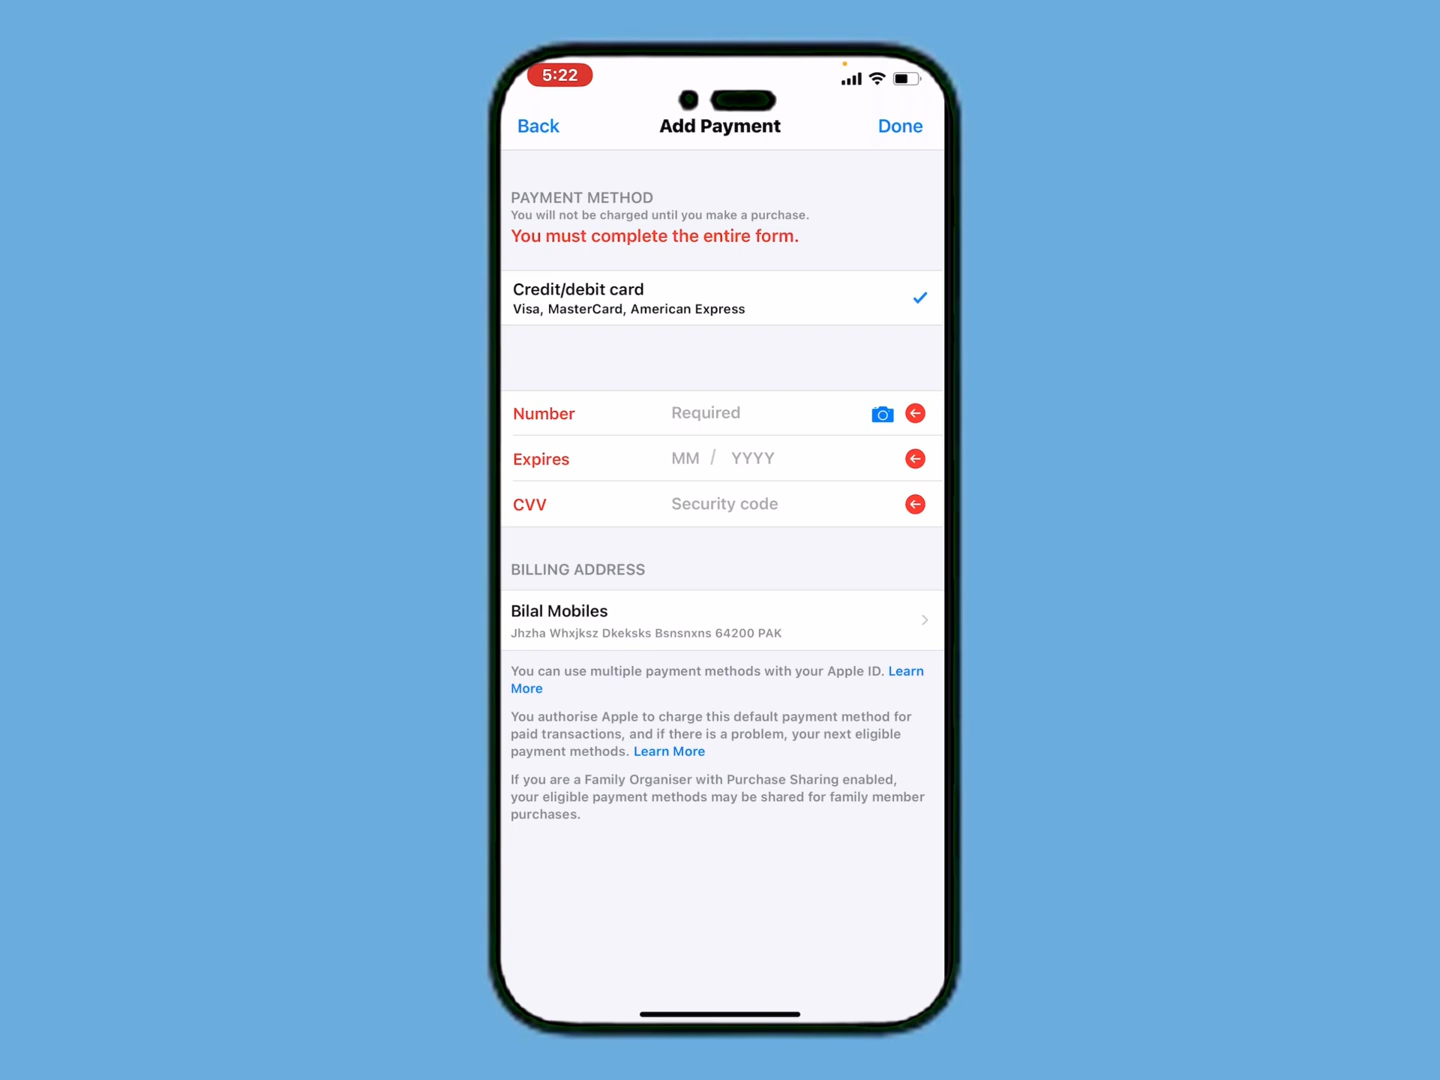 5:22
Back
Add Payment
Done
PAYMENT METHOD
You will not be charged until you make a purchase.
You must complete the entire form.
Credit/debit card
Visa, MasterCard, American Express
Number
Required
Expires
MM / YYYY
CVV
Security code
BILLING ADDRESS
Bilal Mobiles
Jhzha Whxjksz Dkeksks Bsnsnxns 64200 PAK
You can use multiple payment methods with your Apple ID. Learn
More
You authorise Apple to charge this default payment method for
paid transactions, and if there is a problem, your next eligible
payment methods. Learn More
If you are a Family Organiser with Purchase Sharing enabled,
your eligible payment methods may be shared for family member
purchases.